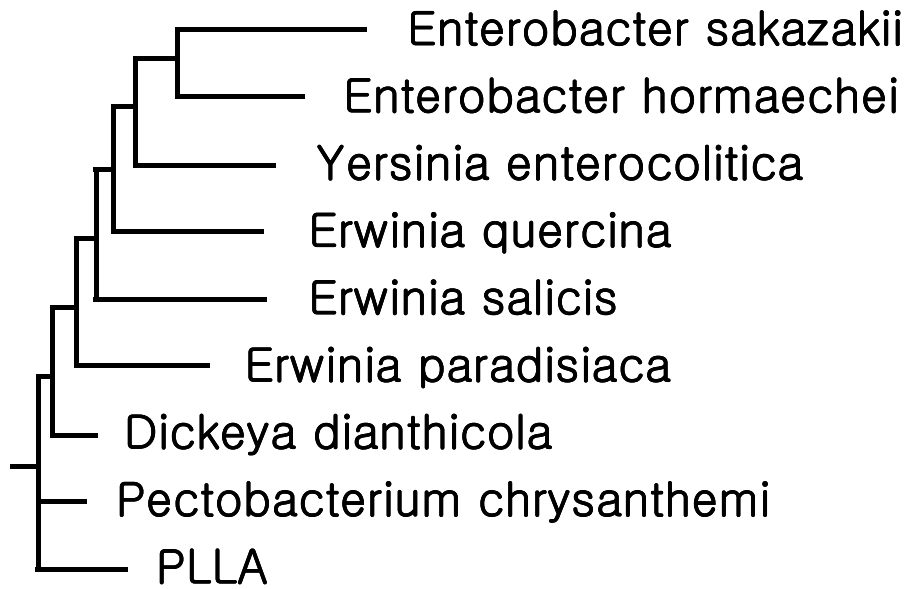 Enterobacter sakazakii
Enterobacter hormaechei
Yersinia enterocolitica
Erwinia quercina
Erwinia salicis
Erwinia paradisiaca
Dickeya dianthicola
Pectobacterium chrysanthemi
PLLA